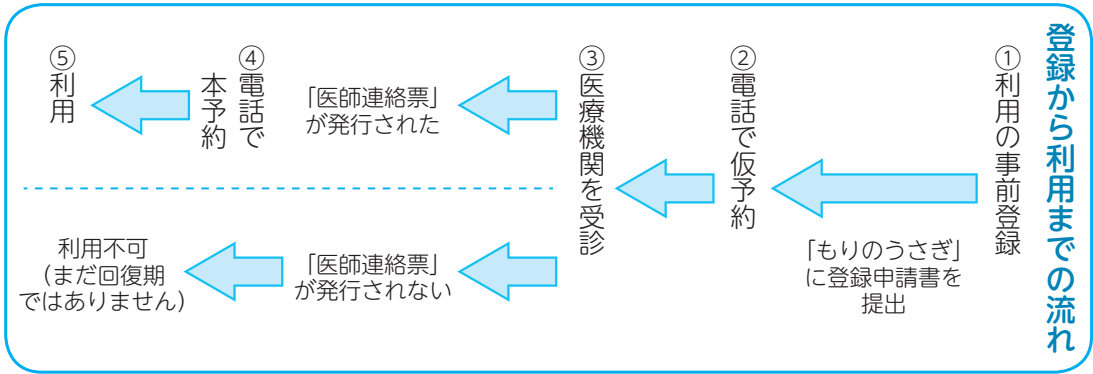 登録から利用までの流れ
①利用の事前登録
「もりのうさぎ」
に登録申請書を
提出
②電話で仮予約
③医療機関を受診
「医師連絡票」
が発行された
④電話で
本予約
⑤利用
「医師連絡票」
が発行されない
利用不可
（まだ回復期
ではありません）